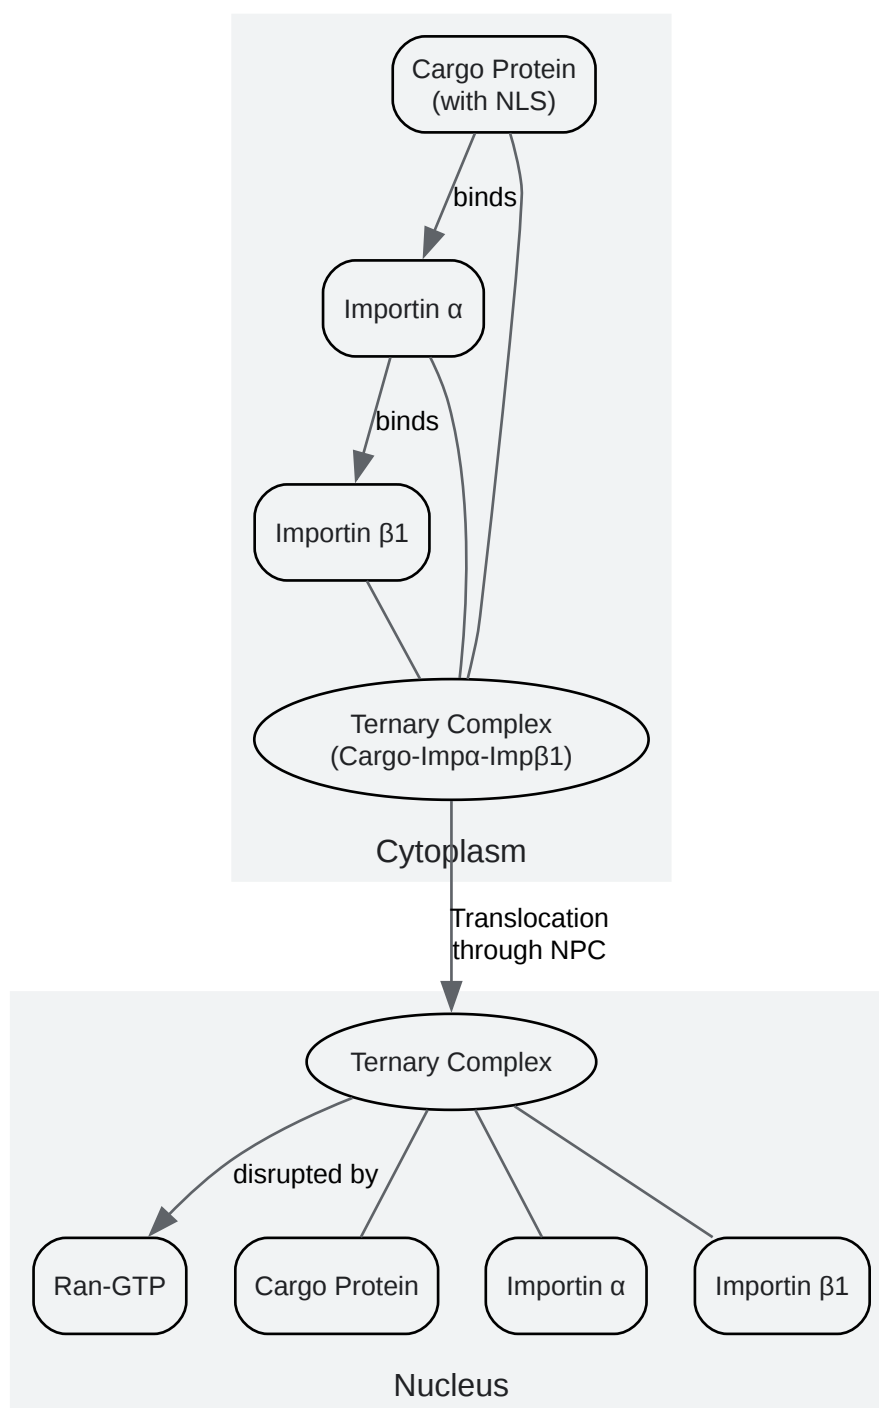 Cargo Protein
(with NLS)
binds
Importin α
binds
Importin β1
Ternary Complex
(Cargo-Impα-Impβ1)
Cytoplasm
Translocation
through NPC
Ternary Complex
disrupted by
Ran-GTP
Cargo Protein
Importin α
Importin β1
Nucleus